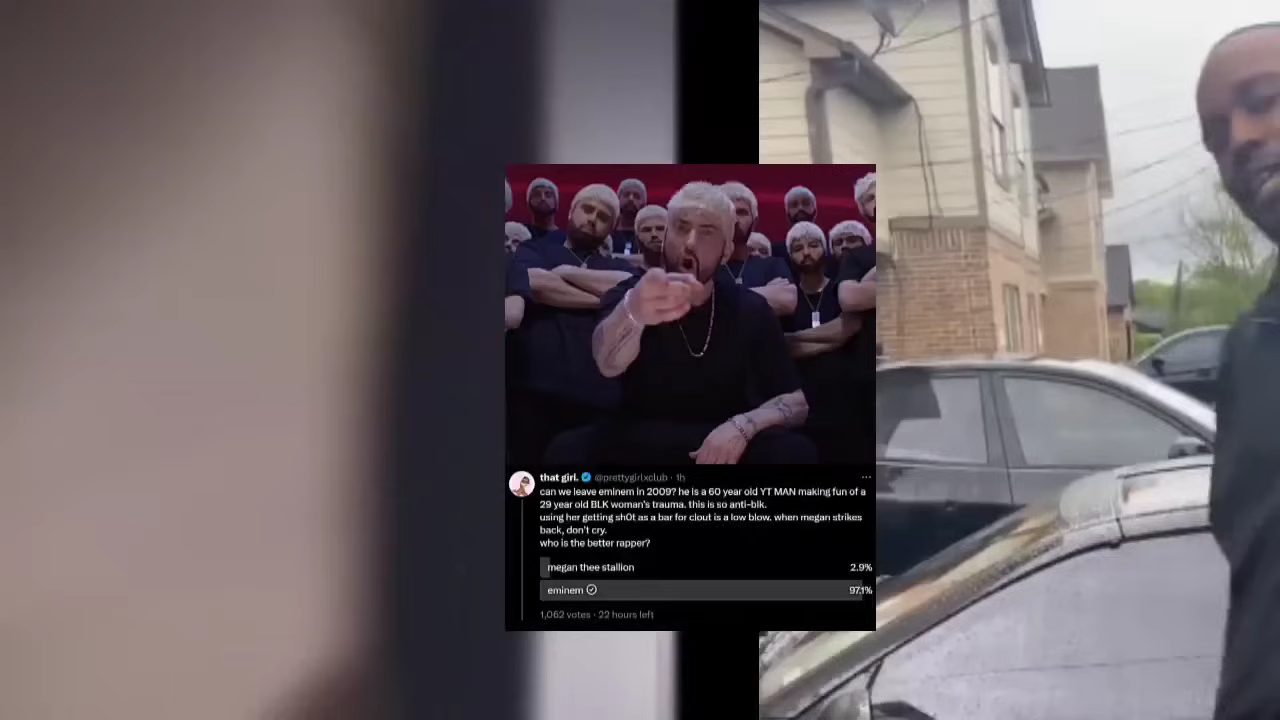 that girl. @prettygirlxclub · 1h
can we leave eminem in 2009? he is a 60 year old YT MAN making fun of a
29 year old BLK woman's trauma. this is so anti-blk.
using her getting sh0t as a bar for clout is a low blow. when megan strikes
back, don't cry.
who is the better rapper?
megan thee stallion 2.9%
eminem 97.1%
1,062 votes · 22 hours left